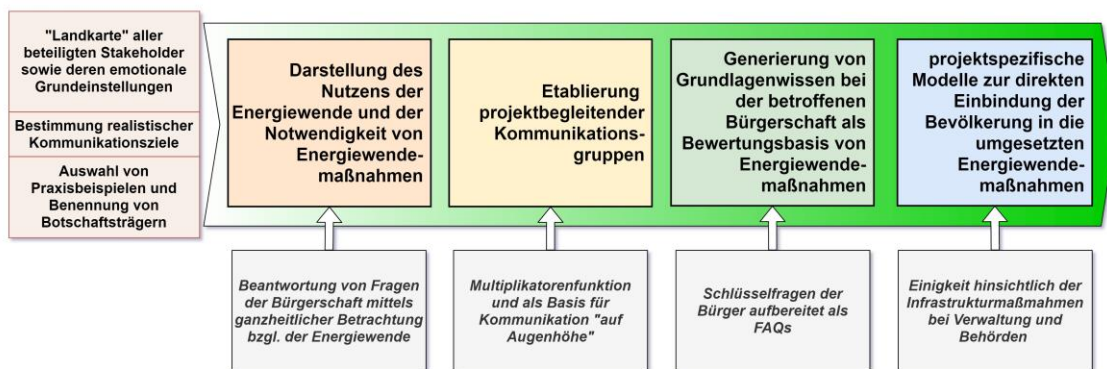 "Landkarte" aller
beteiligten Stakeholder
sowie deren emotionale
Grundeinstellungen
Bestimmung realistischer
Kommunikationsziele
Auswahl von
Praxisbeispielen und
Benennung von
Botschaftsträgern
Darstellung des
Nutzens der
Energiewende und der
Notwendigkeit von
Energiewende-
maßnahmen
Etablierung
projektbegleitender
Kommunikations-
gruppen
Generierung von
Grundlagenwissen bei
der betroffenen
Bürgerschaft als
Bewertungsbasis von
Energiewende-
maßnahmen
projektspezifische
Modelle zur direkten
Einbindung der
Bevölkerung in die
umgesetzten
Energiewende-
maßnahmen
Beantwortung von Fragen
der Bürgerschaft mittels
ganzheitlicher Betrachtung
bzgl. der Energiewende
Multiplikatorenfunktion
und als Basis für
Kommunikation "auf
Augenhöhe"
Schlüsselfragen der
Bürger aufbereitet als
FAQs
Einigkeit hinsichtlich der
Infrastrukturmaßmahmen
bei Verwaltung und
Behörden